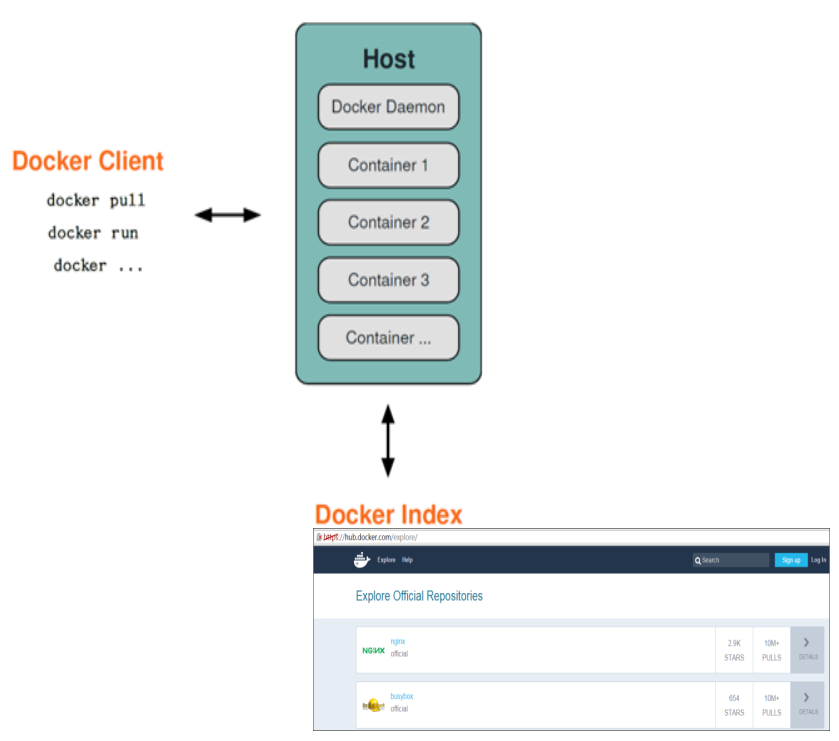 Host
Docker Daemon
Container 1
Container 2
Container 3
Container ...
Docker Client
docker pull
docker run
docker ...
Docker Index
https://hub.docker.com/explore/
Explore Help
Search
Sign up Log In
Explore Official Repositories
NGINX
nginx
official
2.9K
STARS
10M+
PULLS
DETAILS
busybox
official
654
STARS
10M+
PULLS
DETAILS